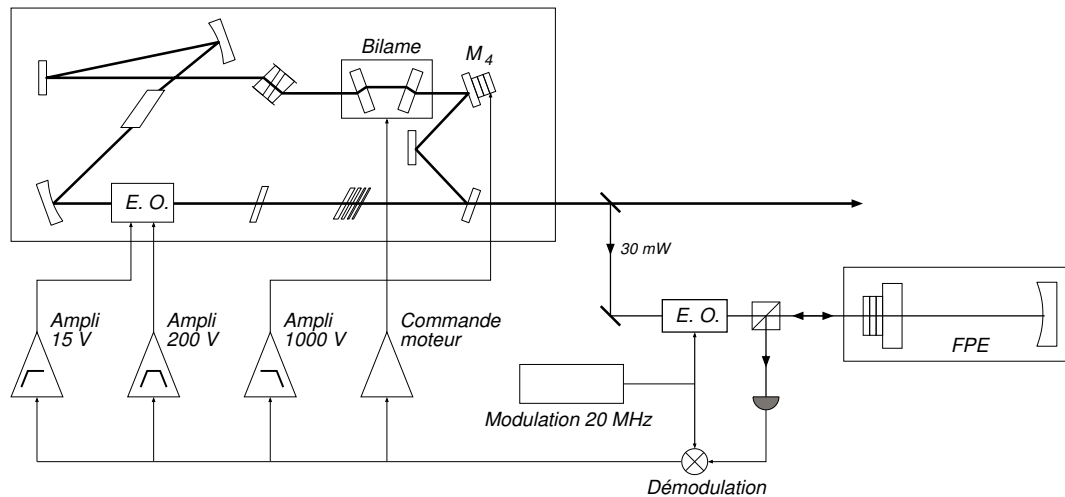 Bilame
M4
E. O.
30 mW
Ampli
15 V
Ampli
200 V
Ampli
1000 V
Commande
moteur
E. O.
FPE
Modulation 20 MHz
Démodulation